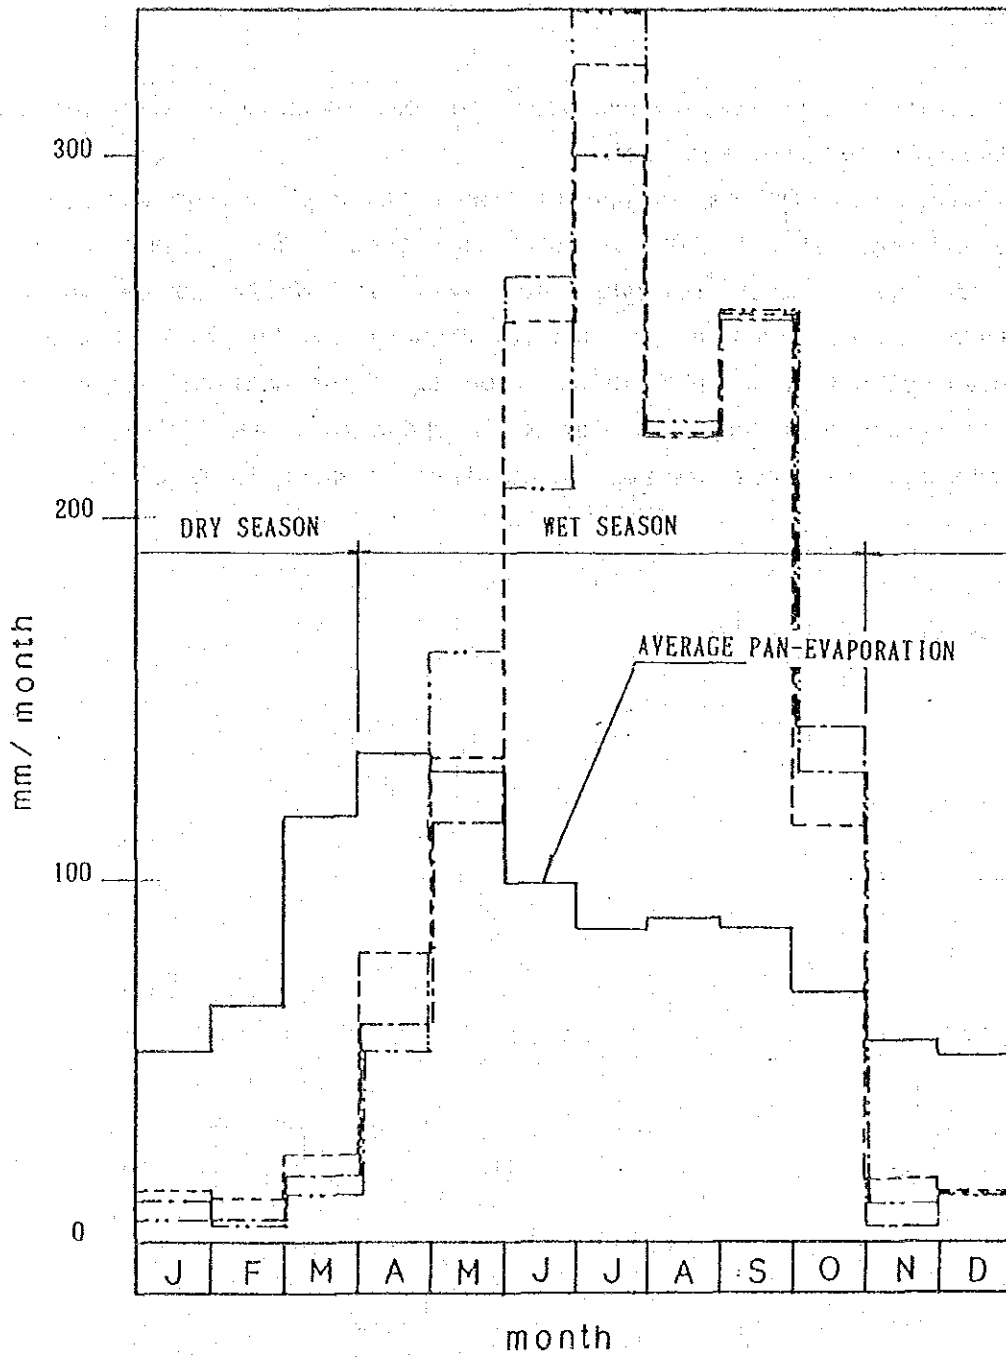 300
200
DRY SEASON
WET SEASON
AVERAGE PAN-EVAPORATION
mm/ month
100
0
J F M A M J J A S O N D
month